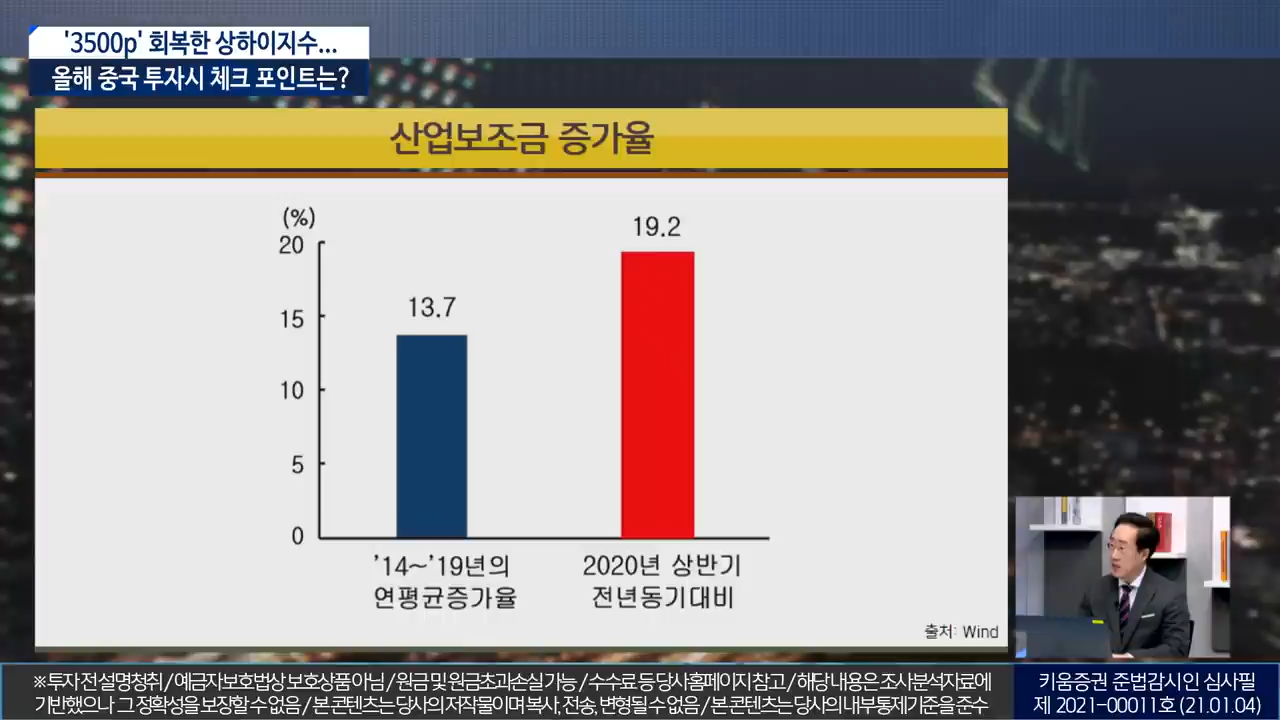 '3500p' 회복한 상하이지수...
올해 중국 투자시 체크 포인트는?
산업보조금 증가율
(%)
20
15
10
5
0
13.7
19.2
'14~'19년의
연평균증가율
2020년 상반기
전년동기대비
출처: Wind
※투자 전 설명청취 / 예금자보호법상 보호상품 아님 / 원금 및 원금초과손실 가능 / 수수료 등 당사홈페이지 참고 / 해당 내용은 조사분석자료에
기반했으나 그 정확성을 보장할 수 없음 / 본 콘텐츠는 당사의 저작물이며 복사, 전송, 변형될 수 없음 / 본 콘텐츠는 당사의 내부통제기준을 준수
키움증권 준법감시인 심사필
제 2021-00011호 (21.01.04)